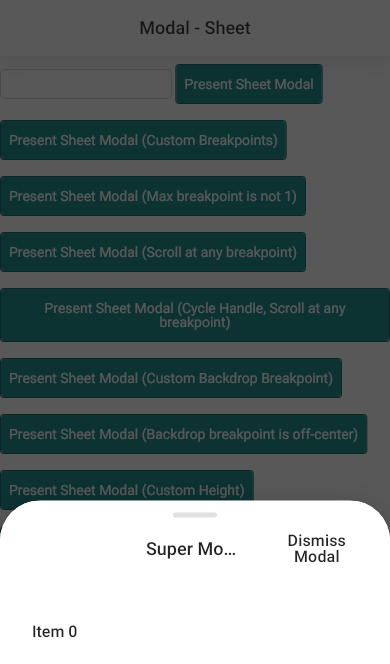 Modal - Sheet
Present Sheet Modal
Present Sheet Modal (Custom Breakpoints)
Present Sheet Modal (Max breakpoint is not 1)
Present Sheet Modal (Scroll at any breakpoint)
Present Sheet Modal (Cycle Handle, Scroll at any
breakpoint)
Present Sheet Modal (Custom Backdrop Breakpoint)
Present Sheet Modal (Backdrop breakpoint is off-center)
Present Sheet Modal (Custom Height)
Super Mo...
Dismiss
Modal
Item 0